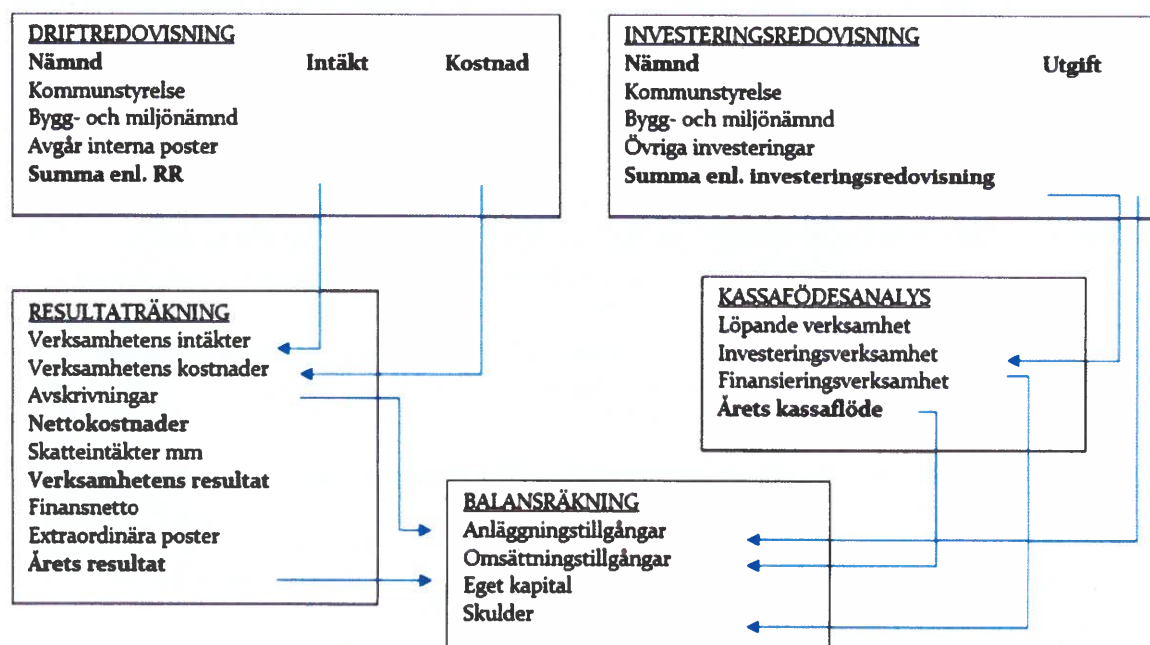 DRIFTREDOVISNING
Nämnd Intäkt Kostnad
Kommunstyrelse
Bygg- och miljönämnd
Avgår interna poster
Summa enl. RR
INVESTERINGSREDOVISNING
Nämnd Utgift
Kommunstyrelse
Bygg- och miljönämnd
Övriga investeringar
Summa enl. investeringsredovisning
RESULTATRÄKNING
Verksamhetens intäkter
Verksamhetens kostnader
Avskrivningar
Nettokostnader
Skatteintäkter mm
Verksamhetens resultat
Finansnetto
Extraordinära poster
Årets resultat
KASSAFÖDESANALYS
Löpande verksamhet
Investeringsverksamhet
Finansieringsverksamhet
Årets kassaflöde
BALANSRÄKNING
Anläggningstillgångar
Omsättningstillgångar
Eget kapital
Skulder